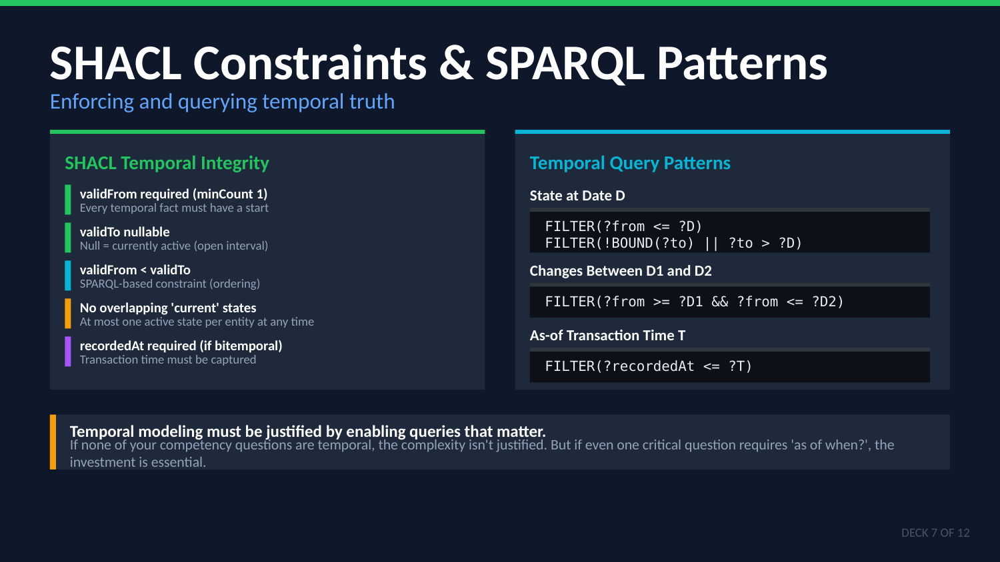 SHACL Constraints & SPARQL Patterns
Enforcing and querying temporal truth
SHACL Temporal Integrity
validFrom required (minCount 1)
Every temporal fact must have a start
validTo nullable
Null = currently active (open interval)
validFrom < validTo
SPARQL-based constraint (ordering)
No overlapping 'current' states
At most one active state per entity at any time
recordedAt required (if bitemporal)
Transaction time must be captured
Temporal Query Patterns
State at Date D
FILTER(?from <= ?D)
FILTER(!BOUND(?to) || ?to > ?D)
Changes Between D1 and D2
FILTER(?from >= ?D1 && ?from <= ?D2)
As-of Transaction Time T
FILTER(?recordedAt <= ?T)
Temporal modeling must be justified by enabling queries that matter.
If none of your competency questions are temporal, the complexity isn't justified. But if even one critical question requires 'as of when?', the
investment is essential.
DECK 7 OF 12